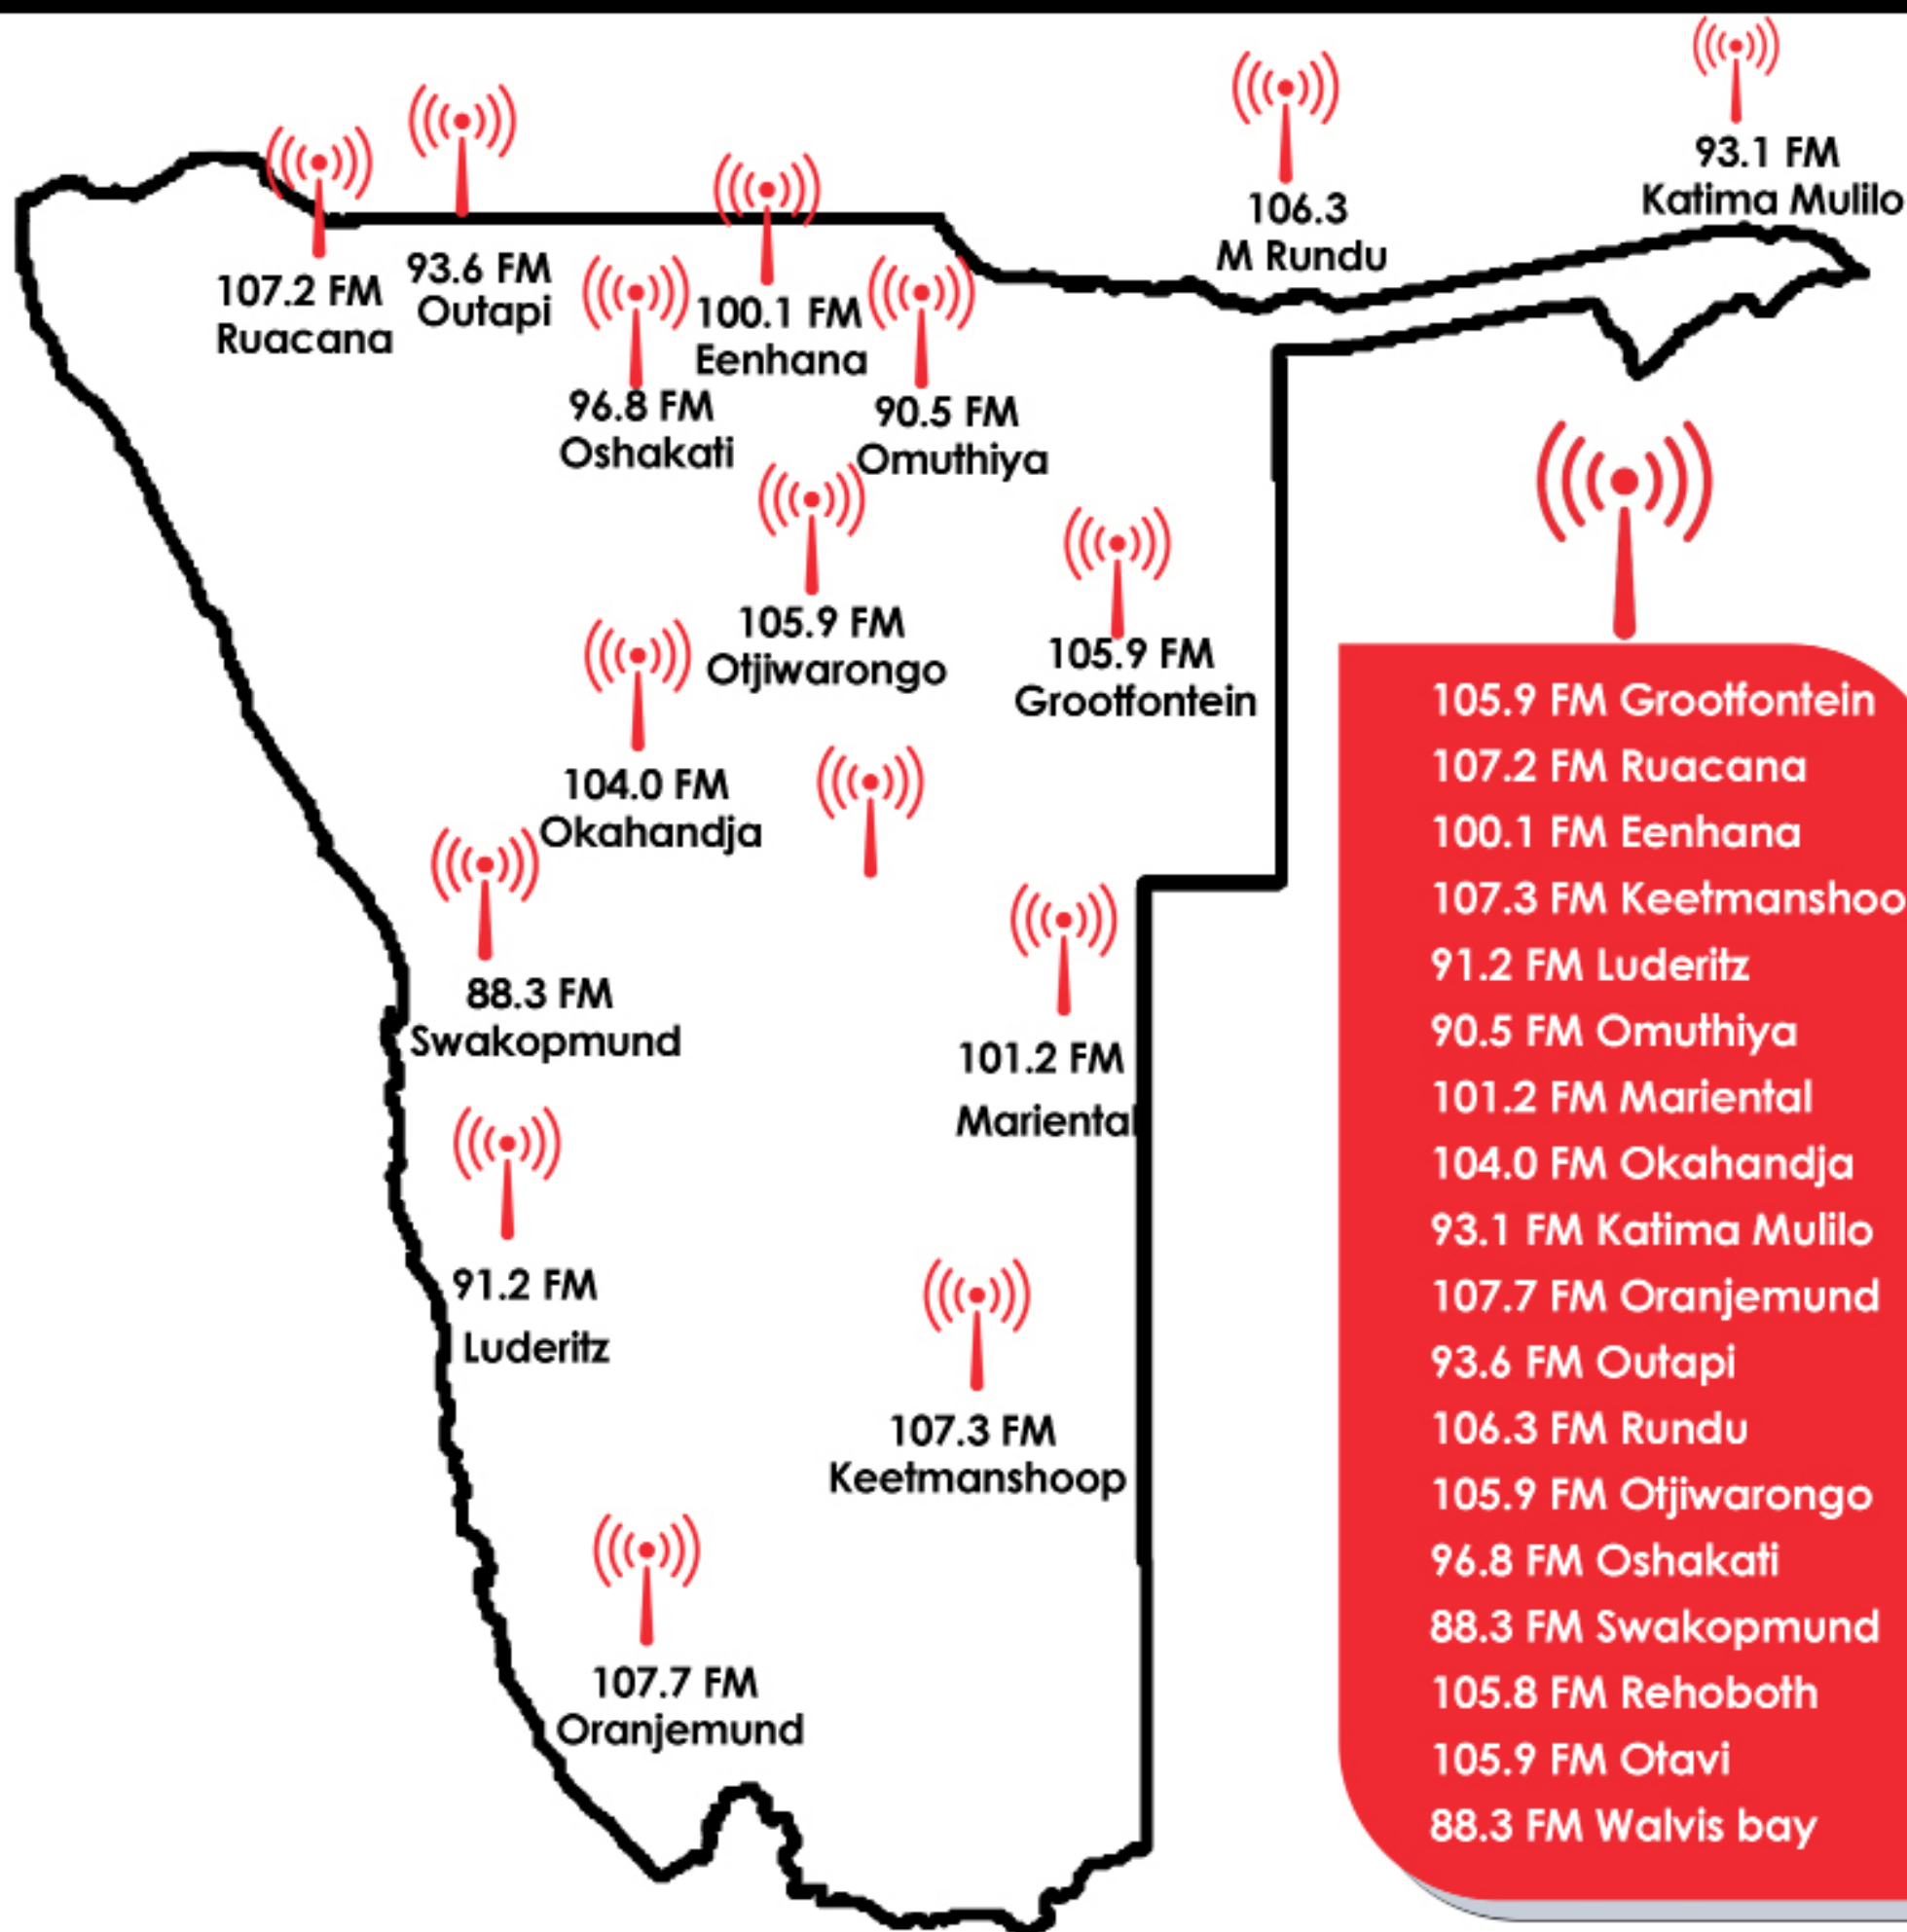 93.1 FM
Katima Mulilo
106.3
M Rundu
107.2 FM
Ruacana
93.6 FM
Outapi
100.1 FM
Eenhana
96.8 FM
Oshakati
90.5 FM
Omuthiya
105.9 FM
Otjiwarongo
105.9 FM
Grootfontein
104.0 FM
Okahandja
88.3 FM
Swakopmund
101.2 FM
Mariental
91.2 FM
Luderitz
107.3 FM
Keetmanshoop
107.7 FM
Oranjemund
105.9 FM Grootfontein
107.2 FM Ruacana
100.1 FM Eenhana
107.3 FM Keetmanshoo
91.2 FM Luderitz
90.5 FM Omuthiya
101.2 FM Mariental
104.0 FM Okahandja
93.1 FM Katima Mulilo
107.7 FM Oranjemund
93.6 FM Outapi
106.3 FM Rundu
105.9 FM Otjiwarongo
96.8 FM Oshakati
88.3 FM Swakopmund
105.8 FM Rehoboth
105.9 FM Otavi
88.3 FM Walvis bay